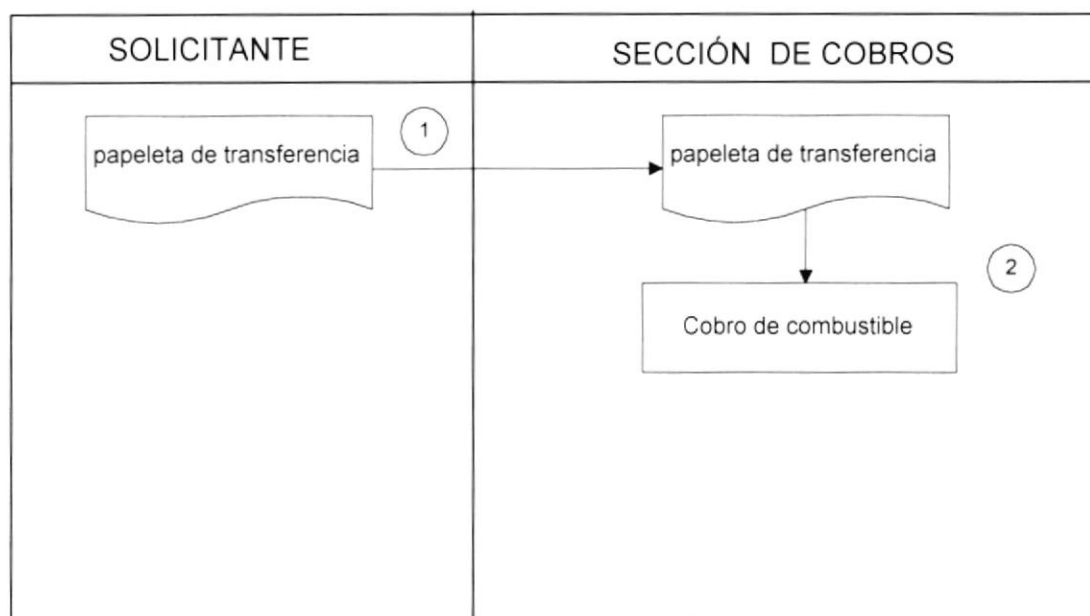 SOLICITANTE
SECCIÓN DE COBROS
papeleta de transferencia
1
papeleta de transferencia
2
Cobro de combustible